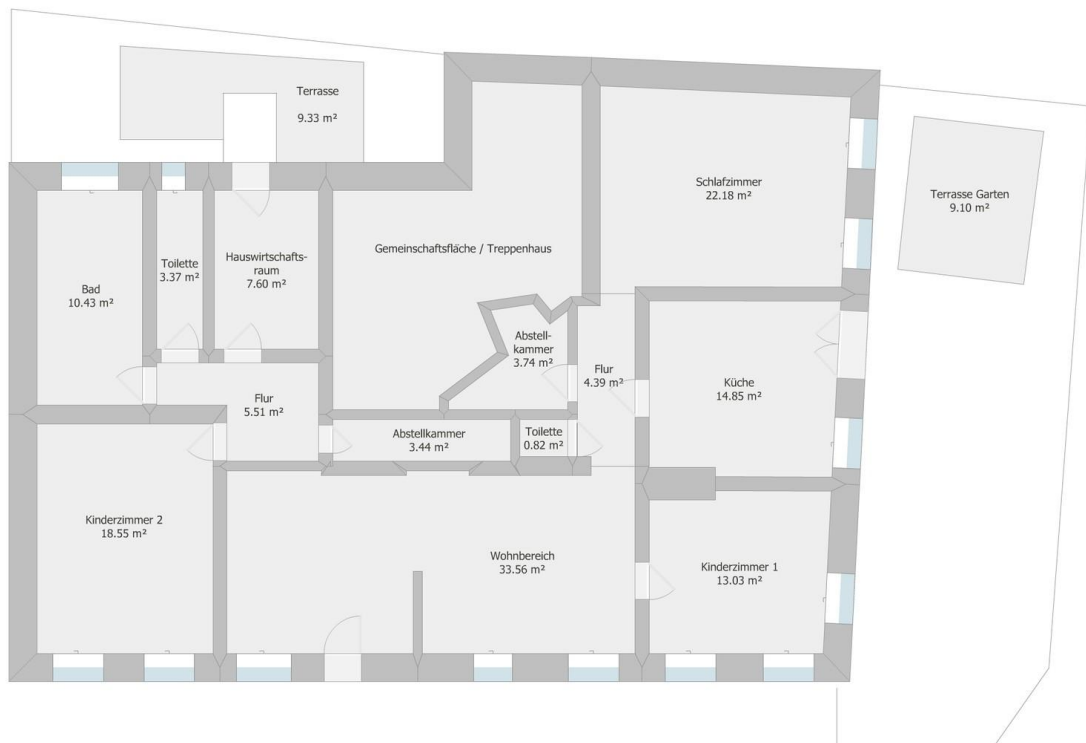 Terrasse
9.33 m²
Schlafzimmer
22.18 m²
Terrasse Garten
9.10 m²
Gemeinschaftsfläche / Treppenhaus
Hauswirtschafts-
raum
7.60 m²
Toilette
3.37 m²
Bad
10.43 m²
Abstell-
kammer
3.74 m²
Flur
4.39 m²
Küche
14.85 m²
Flur
5.51 m²
Abstellkammer
3.44 m²
Toilette
0.82 m²
Kinderzimmer 2
18.55 m²
Wohnbereich
33.56 m²
Kinderzimmer 1
13.03 m²